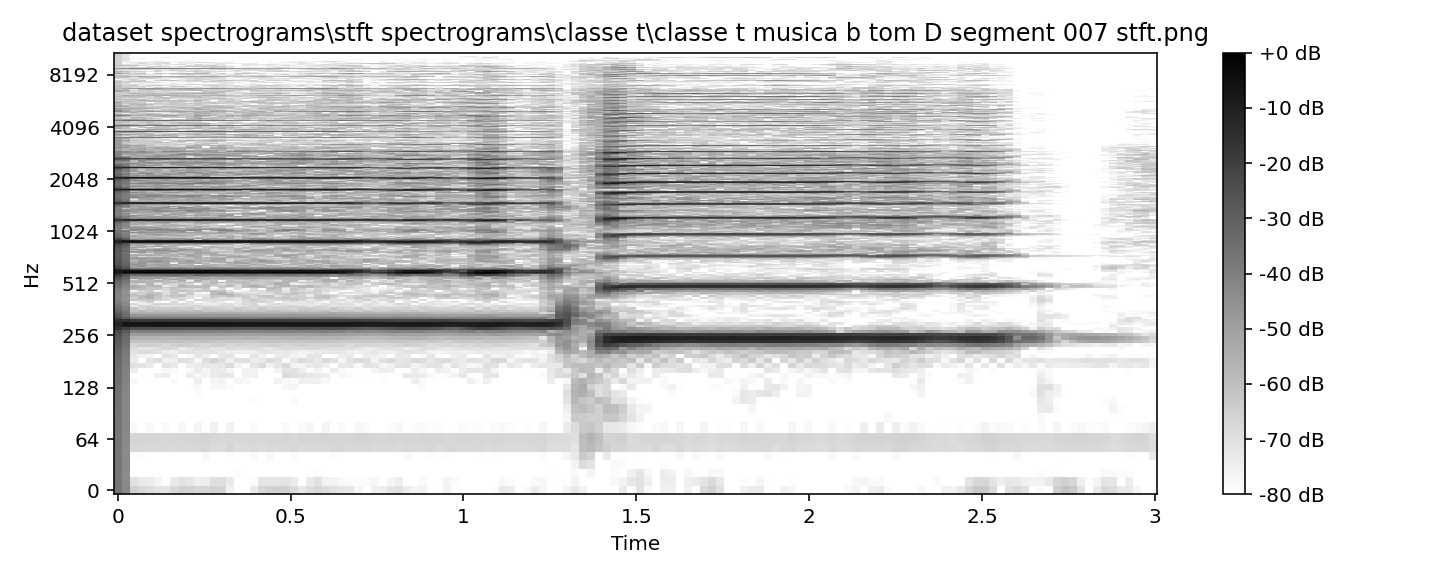 dataset spectrograms\stft spectrograms\classe t\classe t musica b tom D segment 007 stft.png
8192
4096
2048
1024
512
256
128
64
0
Hz
0
0.5
1
1.5
2
2.5
3
Time
+0 dB
-10 dB
-20 dB
-30 dB
-40 dB
-50 dB
-60 dB
-70 dB
-80 dB